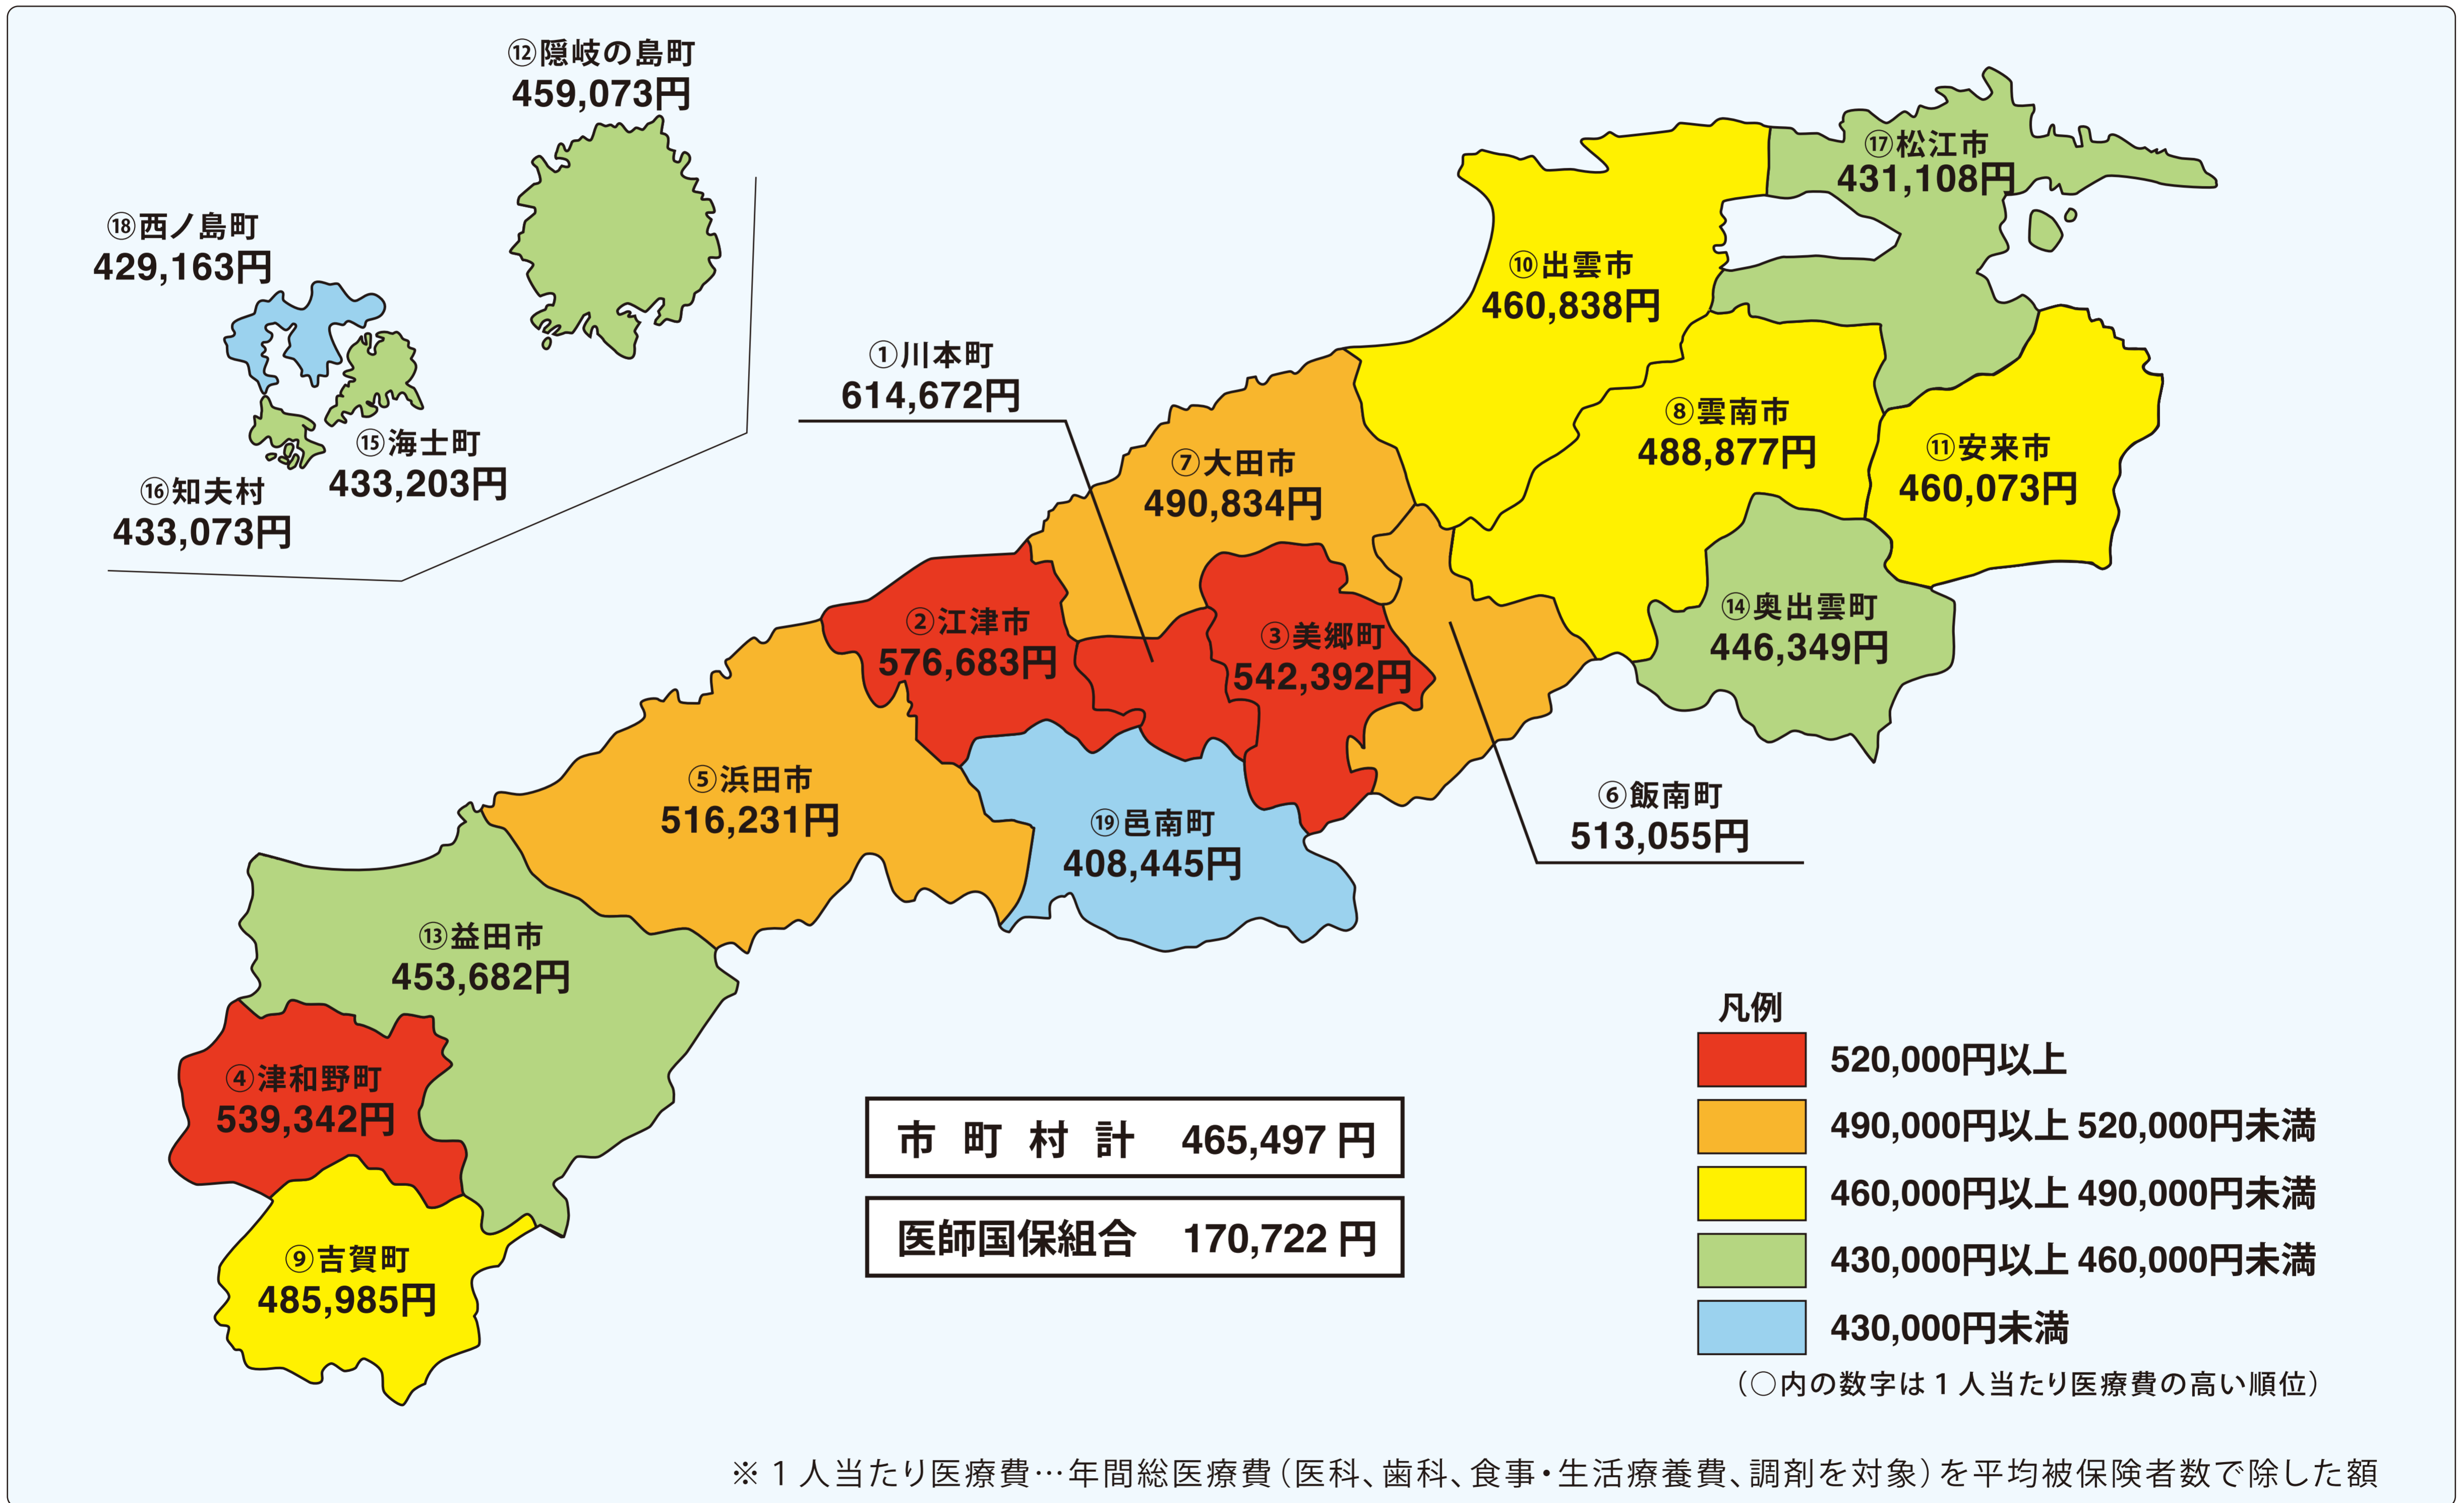 ⑫隠岐の島町
459,073円
⑱西ノ島町
429,163円
⑮海士町
433,203円
⑯知夫村
433,073円
⑰松江市
431,108円
⑩出雲市
460,838円
①川本町
614,672円
⑧雲南市
488,877円
⑪安来市
460,073円
⑦大田市
490,834円
⑭奥出雲町
446,349円
②江津市
576,683円
③美郷町
542,392円
⑤浜田市
516,231円
⑥飯南町
513,055円
⑲邑南町
408,445円
⑬益田市
453,682円
④津和野町
539,342円
⑨吉賀町
485,985円
市町村計 465,497円
医師国保組合 170,722円
凡例
520,000円以上
490,000円以上 520,000円未満
460,000円以上 490,000円未満
430,000円以上 460,000円未満
430,000円未満
（○内の数字は１人当たり医療費の高い順位）
※１人当たり医療費…年間総医療費（医科、歯科、食事・生活療養費、調剤を対象）を平均被保険者数で除した額